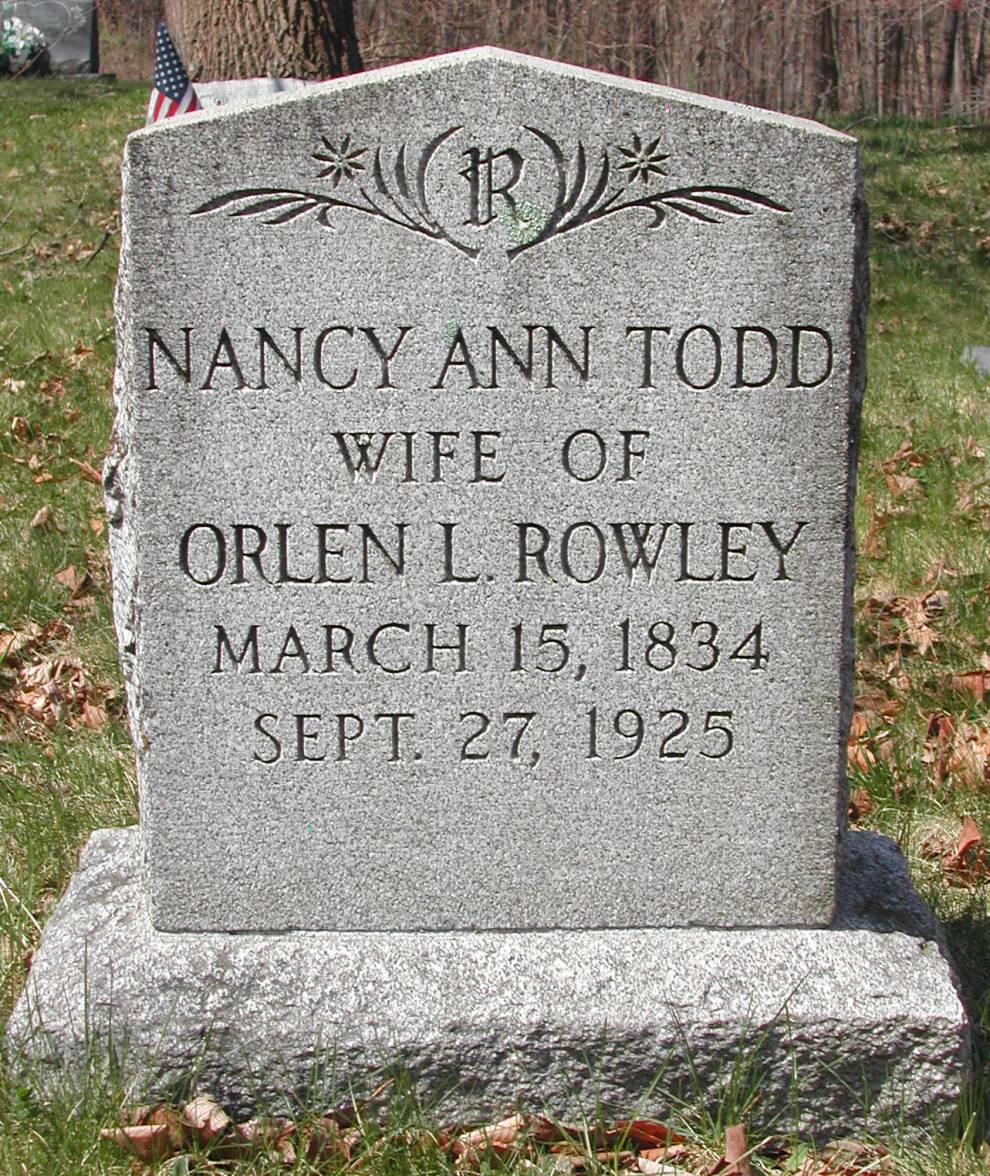 R
NANCY ANN TODD
WIFE OF
ORLEN L. ROWLEY
MARCH 15, 1834
SEPT. 27, 1925